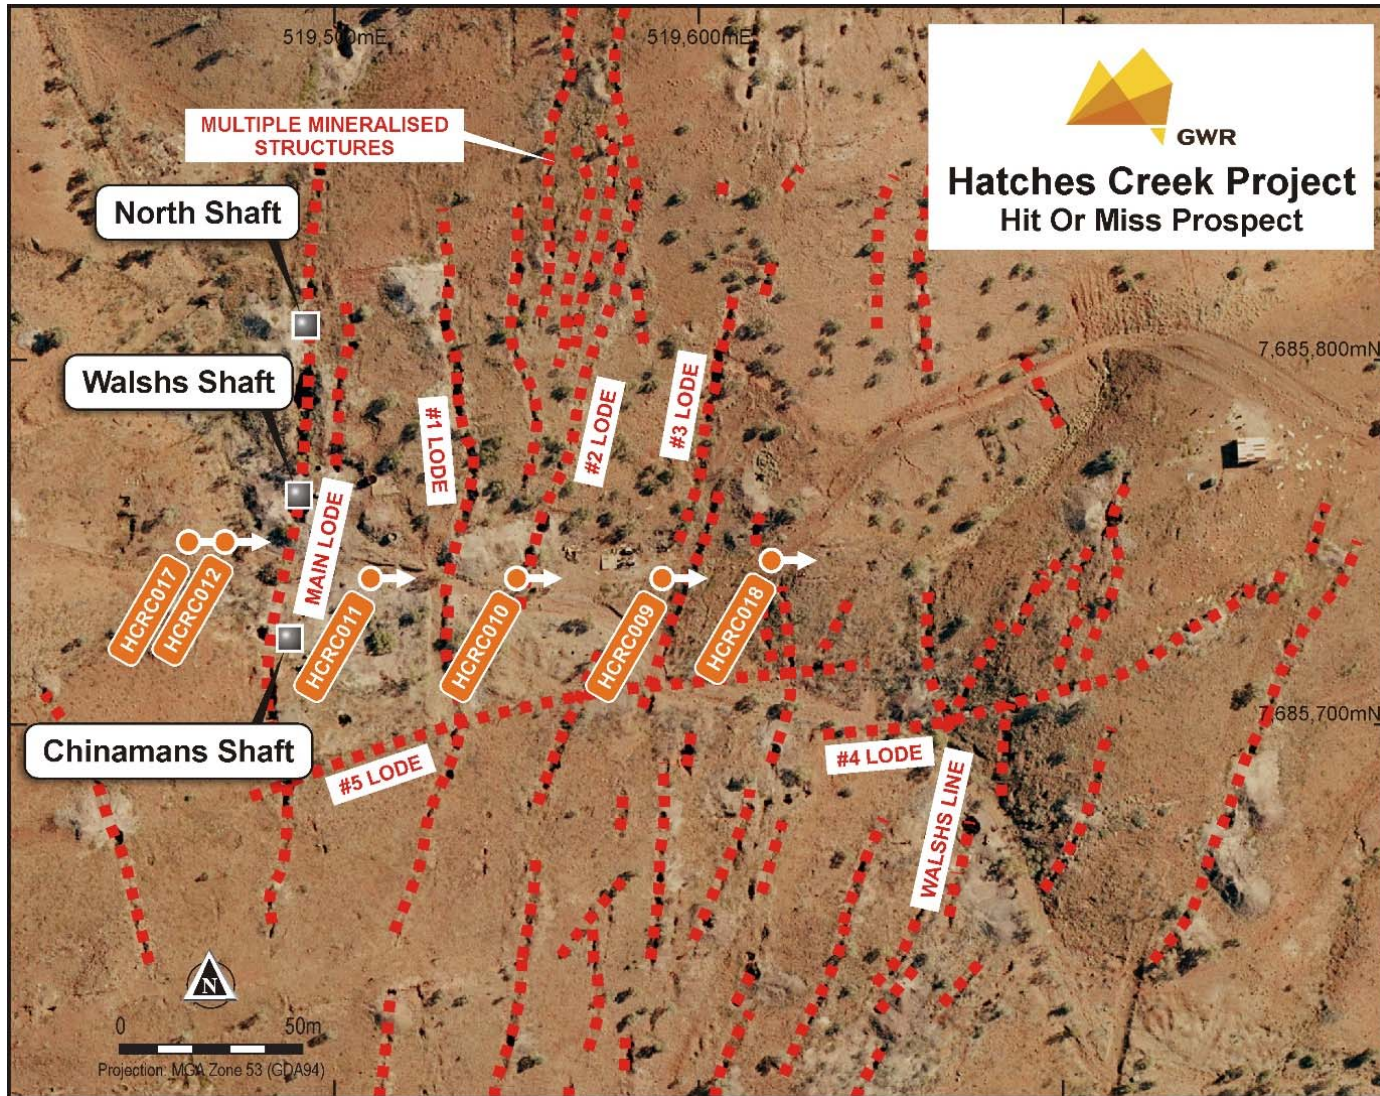 519,500mE
519,600mE
GWR
Hatches Creek Project
Hit Or Miss Prospect
MULTIPLE MINERALISED
STRUCTURES
North Shaft
7,685,800mN
Walshs Shaft
#1 LODE
#2 LODE
#3 LODE
MAIN LODE
HCRC017
HCRC012
HCRC011
HCRC010
HCRC009
HCRC018
7,685,700mN
Chinamans Shaft
#5 LODE
#4 LODE
WALSHS LINE
N
0
50m
Projection: MGA Zone 53 (GDA94)